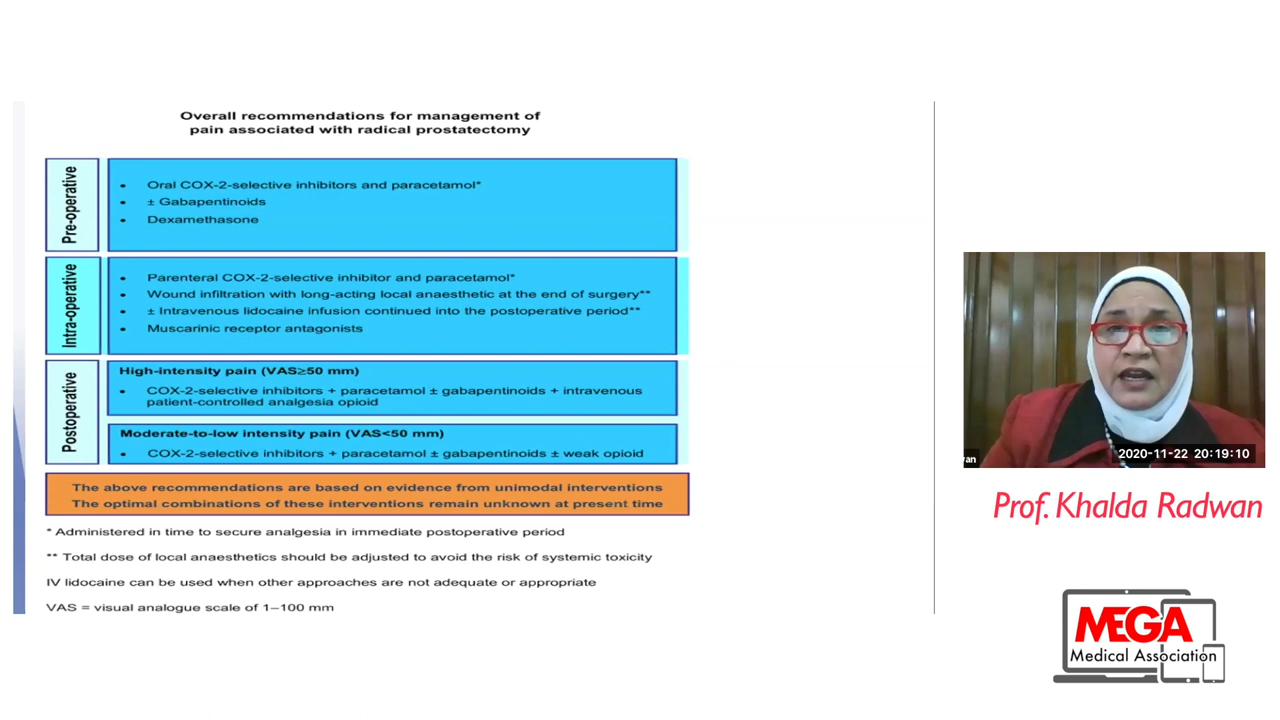 Overall recommendations for management of
pain associated with radical prostatectomy
Pre-operative
• Oral COX-2-selective inhibitors and paracetamol*
• ± Gabapentinoids
• Dexamethasone
Intra-operative
• Parenteral COX-2-selective inhibitor and paracetamol*
• Wound infiltration with long-acting local anaesthetic at the end of surgery**
• ± Intravenous lidocaine infusion continued into the postoperative period**
• Muscarinic receptor antagonists
Postoperative
High-intensity pain (VAS≥50 mm)
• COX-2-selective inhibitors + paracetamol ± gabapentinoids + intravenous
patient-controlled analgesia opioid
Moderate-to-low intensity pain (VAS<50 mm)
• COX-2-selective inhibitors + paracetamol ± gabapentinoids ± weak opioid
The above recommendations are based on evidence from unimodal interventions
The optimal combinations of these interventions remain unknown at present time
* Administered in time to secure analgesia in immediate postoperative period
** Total dose of local anaesthetics should be adjusted to avoid the risk of systemic toxicity
IV lidocaine can be used when other approaches are not adequate or appropriate
VAS = visual analogue scale of 1–100 mm
2020-11-22 20:19:10
Prof. Khalda Radwan
MEGA
Medical Association